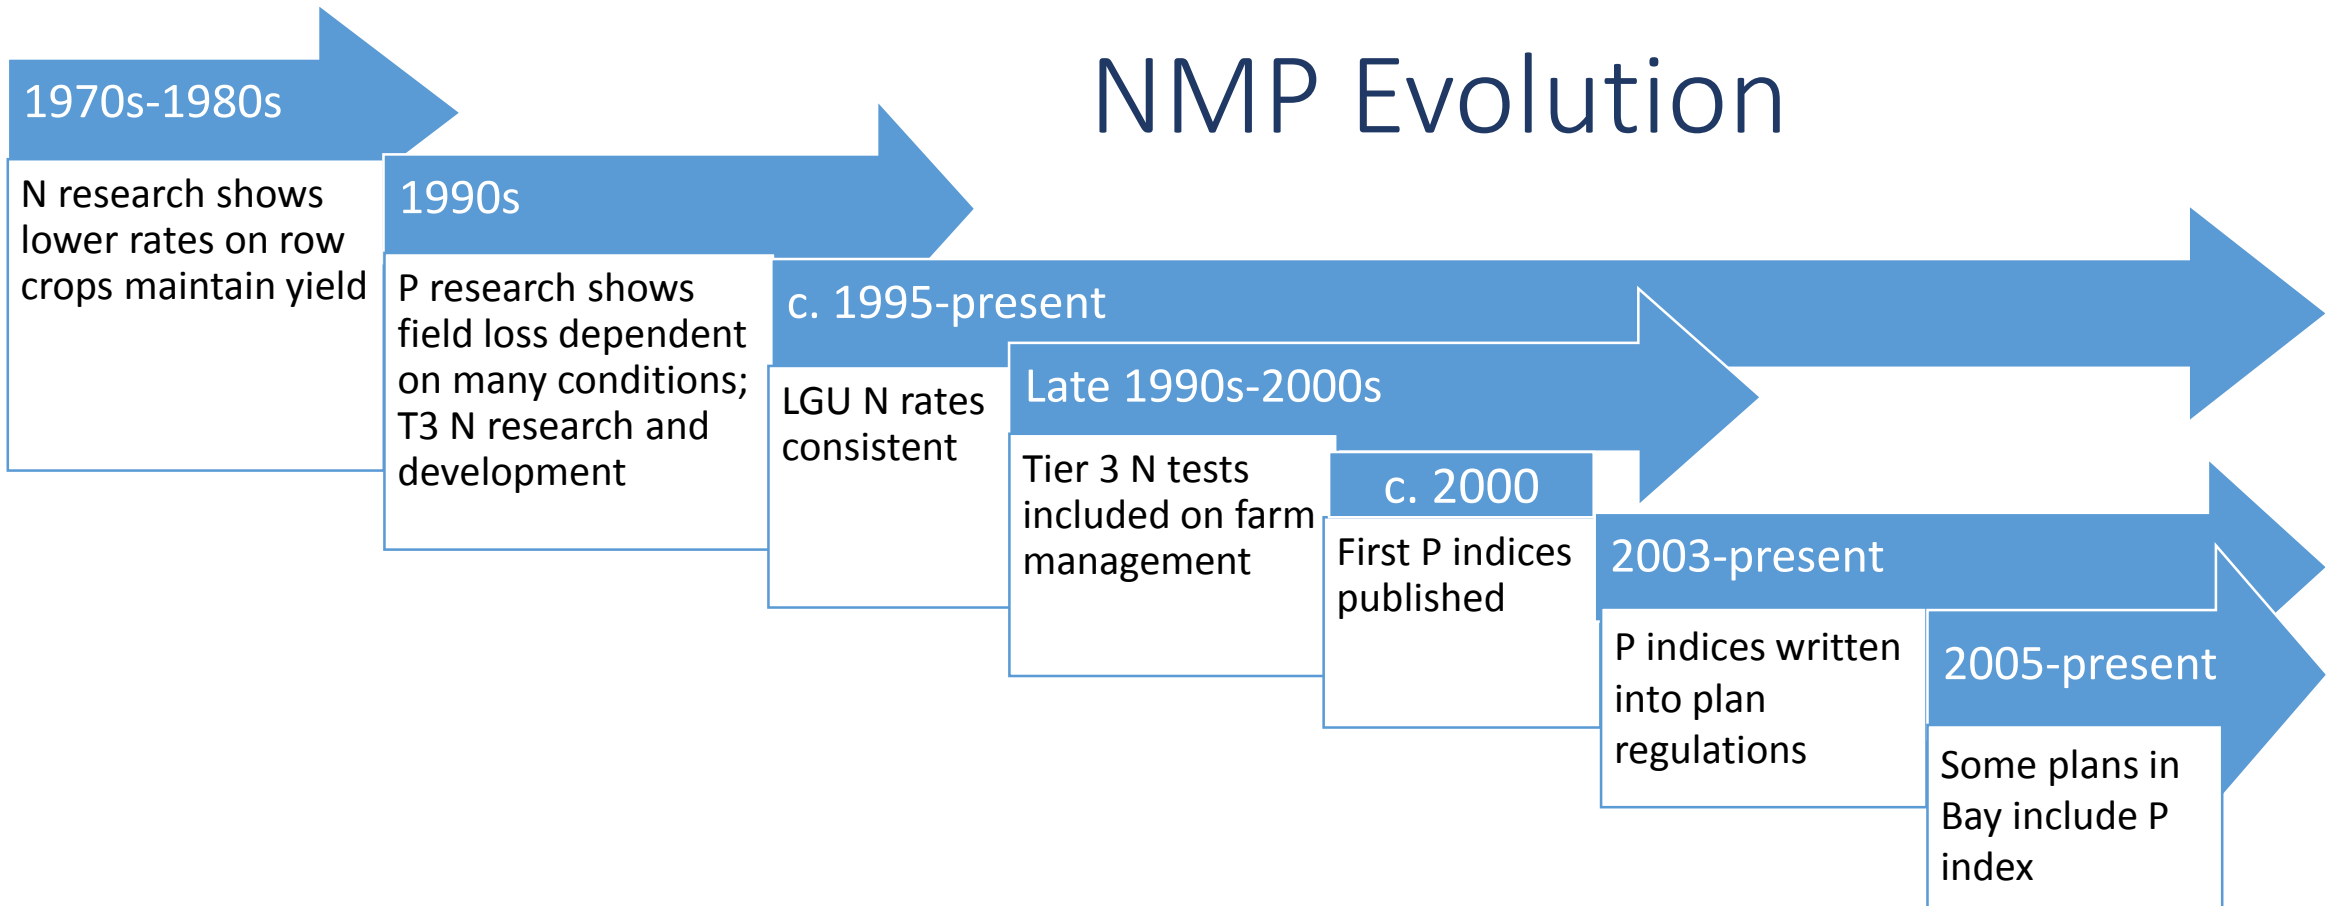 NMP Evolution
1970s-1980s
N research shows
lower rates on row
crops maintain yield
1990s
P research shows
field loss dependent
on many conditions;
T3 N research and
development
c. 1995-present
LGU N rates
consistent
Late 1990s-2000s
Tier 3 N tests
included on farm
management
c. 2000
First P indices
published
2003-present
P indices written
into plan
regulations
2005-present
Some plans in
Bay include P
index